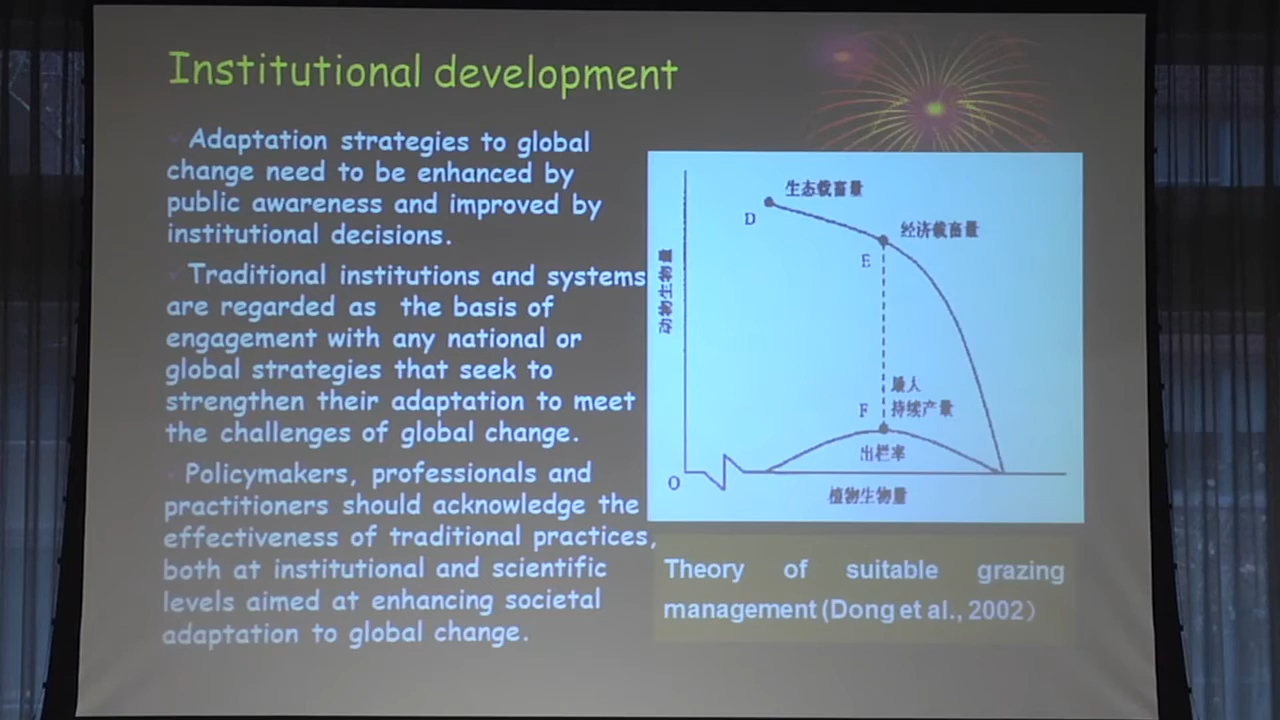 Institutional development
Adaptation strategies to global
change need to be enhanced by
public awareness and improved by
institutional decisions.
Traditional institutions and systems
are regarded as the basis of
engagement with any national or
global strategies that seek to
strengthen their adaptation to meet
the challenges of global change.
Policymakers, professionals and
practitioners should acknowledge the
effectiveness of traditional practices,
both at institutional and scientific
levels aimed at enhancing societal
adaptation to global change.
生态载畜量
D
经济载畜量
E
动物生物量
最大
F 持续产量
出栏率
O
植物生物量
Theory of suitable grazing
management (Dong et al., 2002)